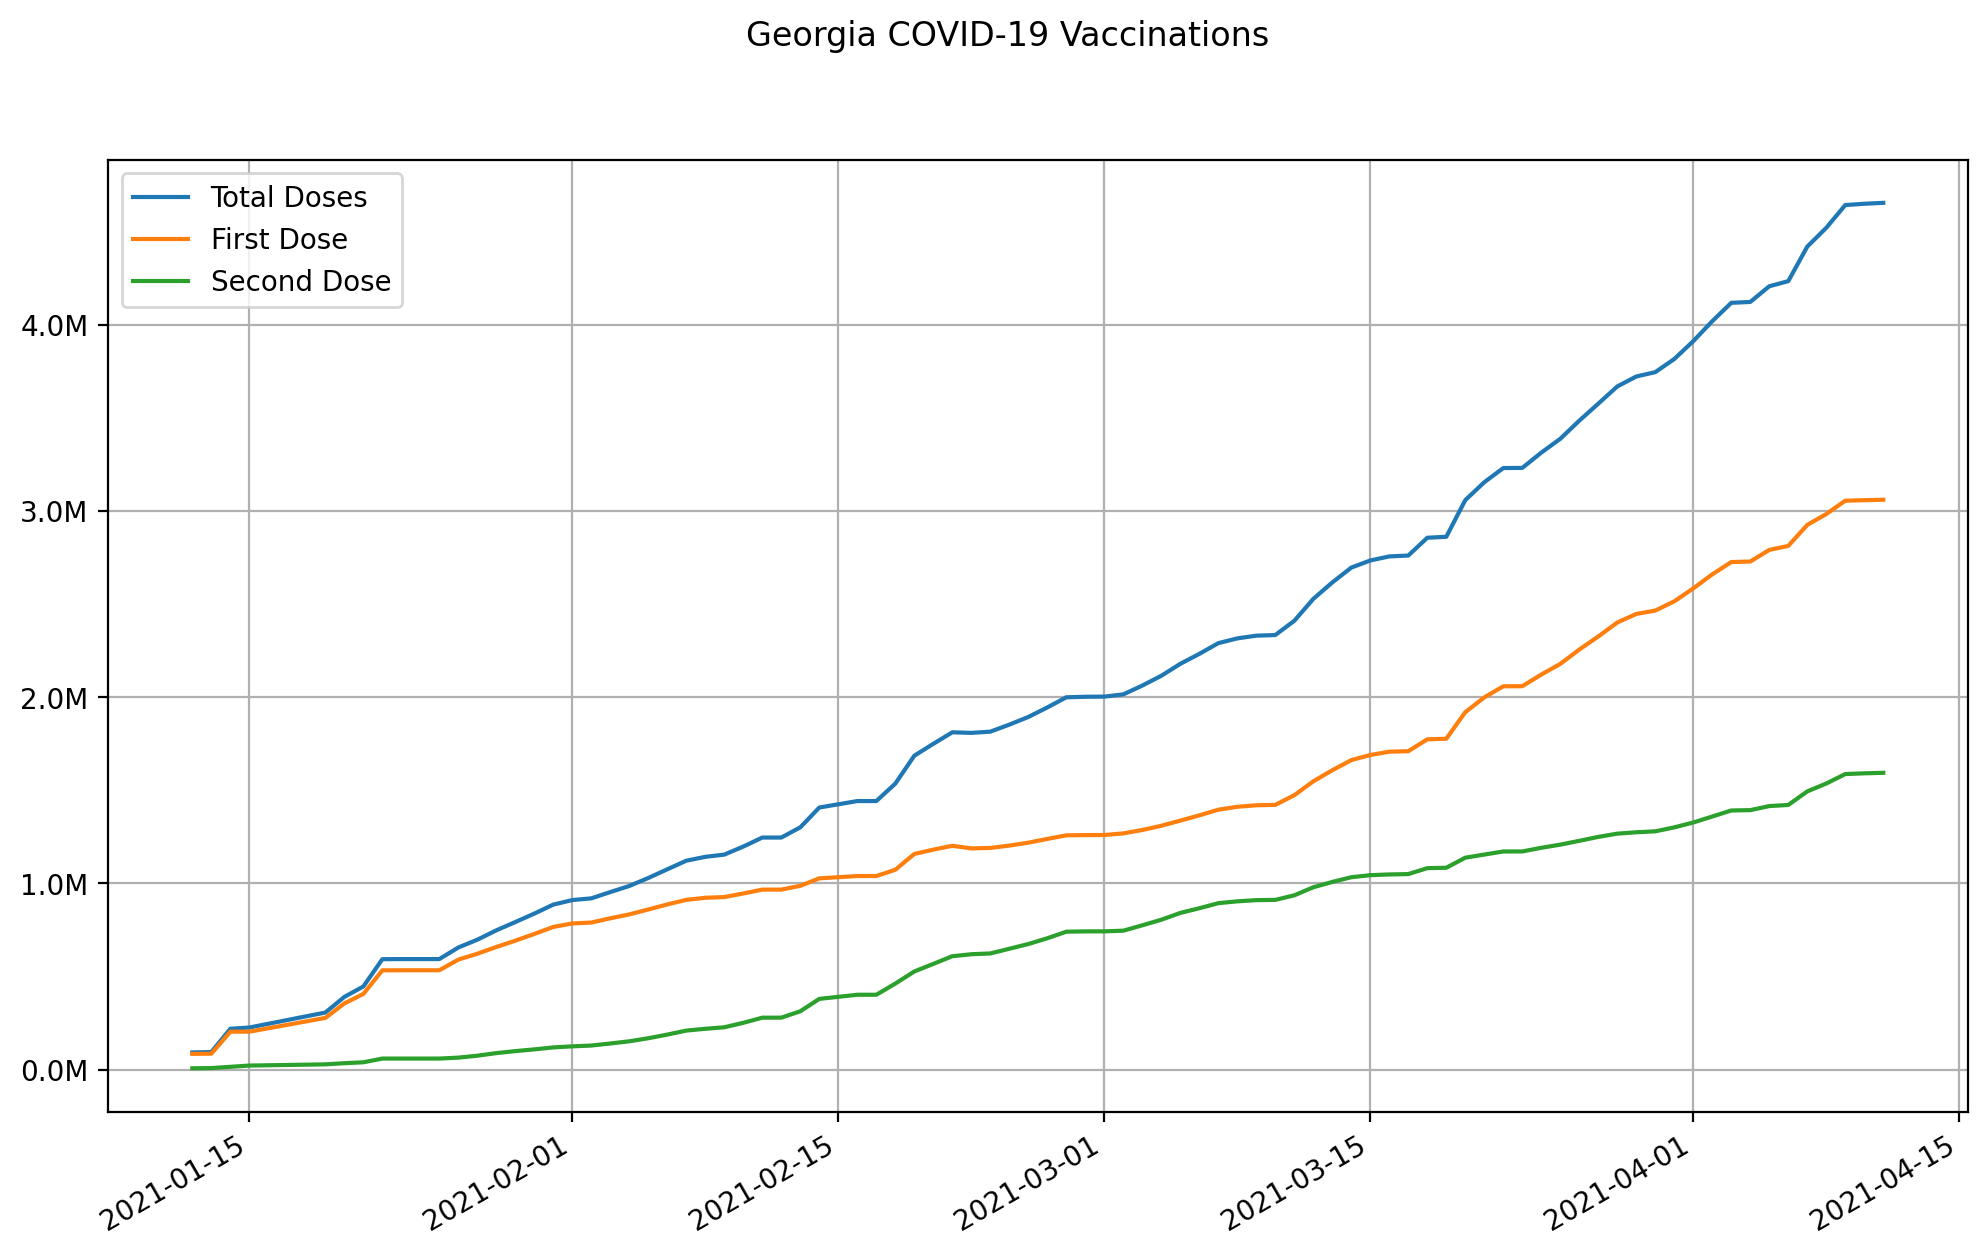 Georgia COVID-19 Vaccinations
Total Doses
First Dose
Second Dose
4.0M
3.0M
2.0M
1.0M
0.0M
2021-01-15
2021-02-01
2021-02-15
2021-03-01
2021-03-15
2021-04-01
2021-04-15